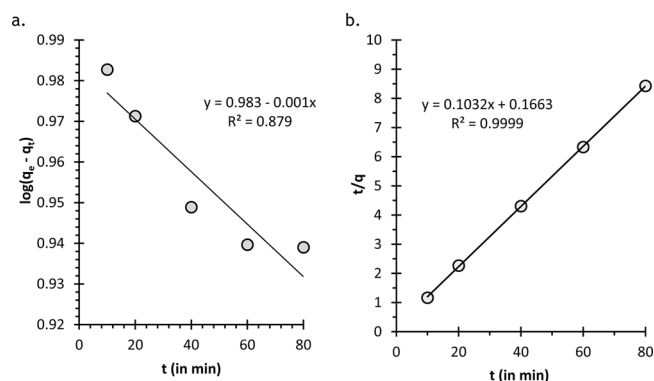 a.
0.99
0.98
0.97
0.96
0.95
0.94
0.93
0.92
log(qe - qt)
y = 0.983 - 0.001x
R² = 0.879
0 20 40 60 80
t (in min)
b.
10
9
8
7
6
5
4
3
2
1
0
t/q
y = 0.1032x + 0.1663
R² = 0.9999
0 20 40 60 80
t (in min)